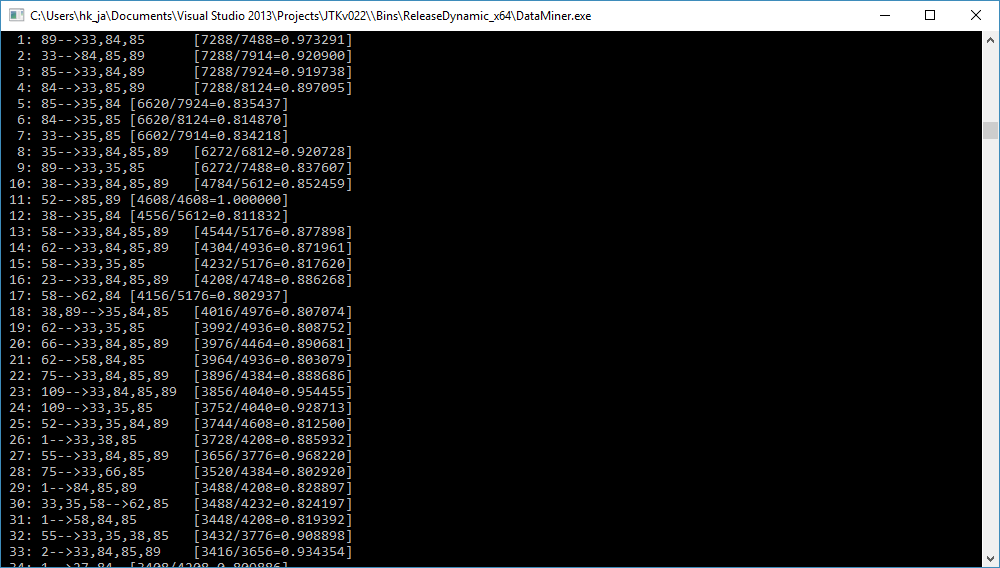 C:\Users\hk_ja\Documents\Visual Studio 2013\Projects\JTKv022\\Bins\ReleaseDynamic_x64\DataMiner.exe
1: 89-->33,84,85 [7288/7488=0.973291]
2: 33-->84,85,89 [7288/7914=0.920900]
3: 85-->33,84,89 [7288/7924=0.919738]
4: 84-->33,85,89 [7288/8124=0.897095]
5: 85-->35,84 [6620/7924=0.835437]
6: 84-->35,85 [6620/8124=0.814870]
7: 33-->35,85 [6602/7914=0.834218]
8: 35-->33,84,85,89 [6272/6812=0.920728]
9: 89-->33,35,85 [6272/7488=0.837607]
10: 38-->33,84,85,89 [4784/5612=0.852459]
11: 52-->85,89 [4608/4608=1.000000]
12: 38-->35,84 [4556/5612=0.811832]
13: 58-->33,84,85,89 [4544/5176=0.877898]
14: 62-->33,84,85,89 [4304/4936=0.871961]
15: 58-->33,35,85 [4232/5176=0.817620]
16: 23-->33,84,85,89 [4208/4748=0.886268]
17: 58-->62,84 [4156/5176=0.802937]
18: 38,89-->35,84,85 [4016/4976=0.807074]
19: 62-->33,35,85 [3992/4936=0.808752]
20: 66-->33,84,85,89 [3976/4464=0.890681]
21: 62-->58,84,85 [3964/4936=0.803079]
22: 75-->33,84,85,89 [3896/4384=0.888686]
23: 109-->33,84,85,89 [3856/4040=0.954455]
24: 109-->33,35,85 [3752/4040=0.928713]
25: 52-->33,35,84,89 [3744/4608=0.812500]
26: 1-->33,38,85 [3728/4208=0.885932]
27: 55-->33,84,85,89 [3656/3776=0.968220]
28: 75-->33,66,85 [3520/4384=0.802920]
29: 1-->84,85,89 [3488/4208=0.828897]
30: 33,35,58-->62,85 [3488/4232=0.824197]
31: 1-->58,84,85 [3448/4208=0.819392]
32: 55-->33,35,38,85 [3432/3776=0.908898]
33: 2-->33,84,85,89 [3416/3656=0.934354]
34: 1-->27,84 [3408/4208=0.809886]